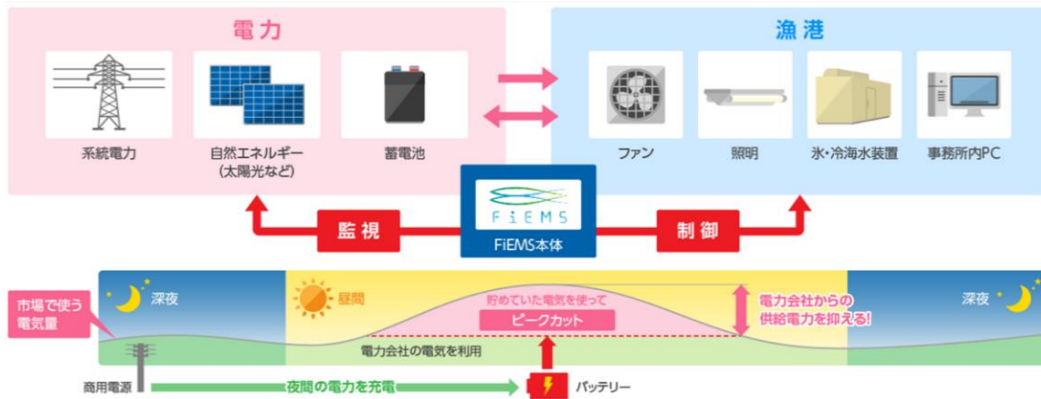 電力
漁港
系統電力
自然エネルギー
(太陽光など)
蓄電池
ファン
照明
氷・冷海水装置
事務所内PC
監視
FiEMS
FiEMS本体
制御
市場で使う
電気量
深夜
昼間
貯めていた電気を使って
ピークカット
電力会社からの
供給電力を抑える!
深夜
電力会社の電気を利用
商用電源
夜間の電力を充電
バッテリー